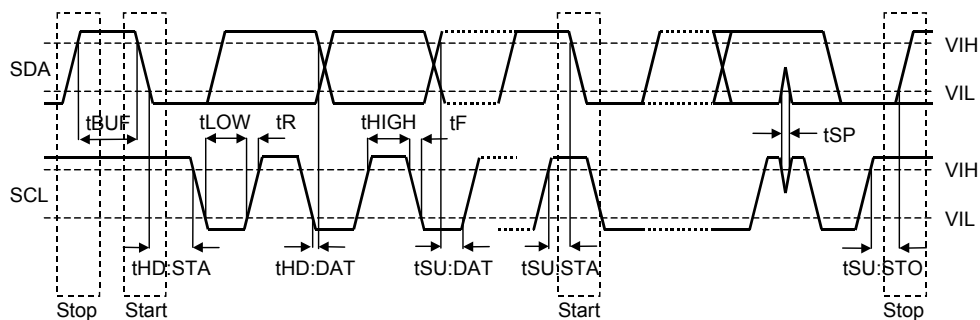 VIH
SDA
VIL
tBUF tLOW tR tHIGH tF tSP
VIH
SCL
VIL
tHD:STA tHD:DAT tSU:DAT tSU:STA tSU:STO
Stop Start Start Stop